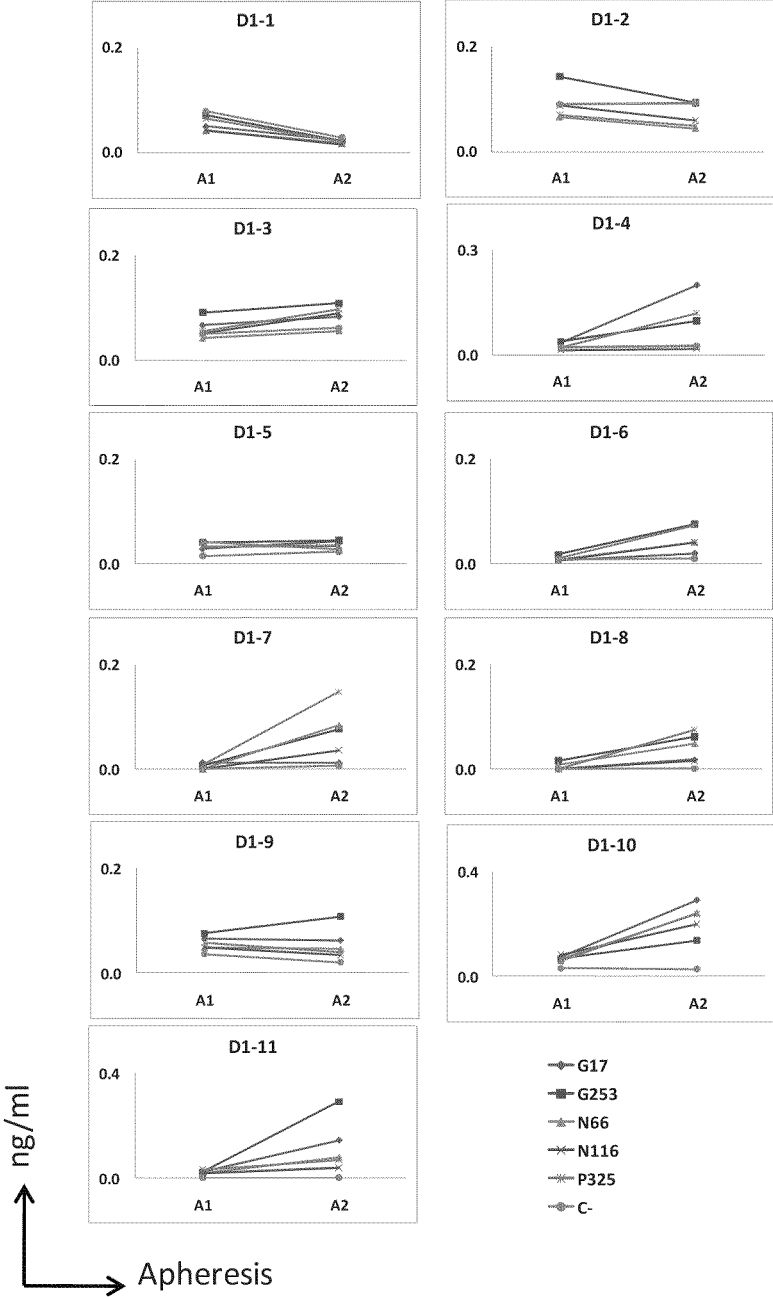 D1-1
0.2
0.0
A1 A2
D1-2
0.2
0.0
A1 A2
D1-3
0.2
0.0
A1 A2
D1-4
0.3
0.0
A1 A2
D1-5
0.2
0.0
A1 A2
D1-6
0.2
0.0
A1 A2
D1-7
0.2
0.0
A1 A2
D1-8
0.2
0.0
A1 A2
D1-9
0.2
0.0
A1 A2
D1-10
0.4
0.0
A1 A2
D1-11
0.4
0.0
A1 A2
G17
G253
N66
N116
P325
C-
ng/ml
Apheresis